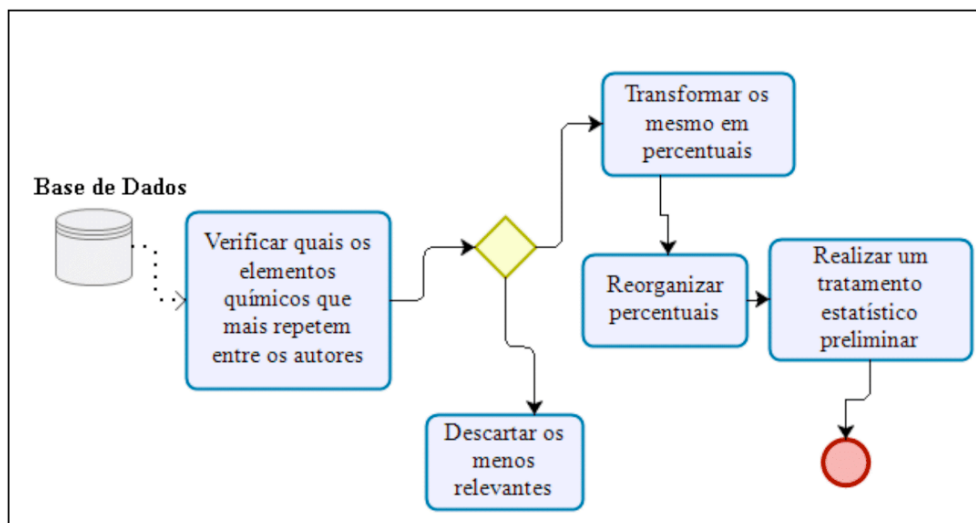 Base de Dados
Verificar quais os
elementos
químicos que
mais repetem
entre os autores
Transformar os
mesmo em
percentuais
Reorganizar
percentuais
Realizar um
tratamento
estatístico
preliminar
Descartar os
menos
relevantes